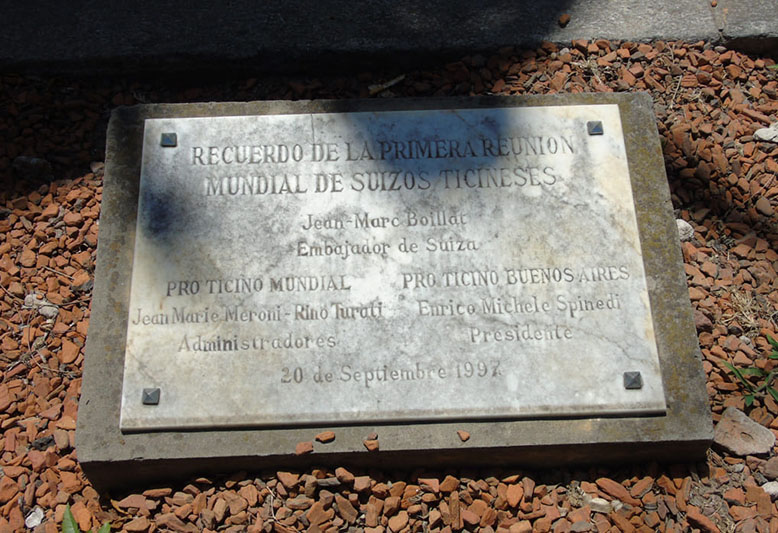 RECUERDO DE LA PRIMERA REUNION
MUNDIAL DE SUIZOS TICINESES
Jean-Marc Boillat
Embajador de Suiza
PRO TICINO MUNDIAL
Jean Marie Meroni - Rino Turati
Administradores
PRO TICINO BUENOS AIRES
Enrico Michele Spinedi
Presidente
20 de Septiembre 1997